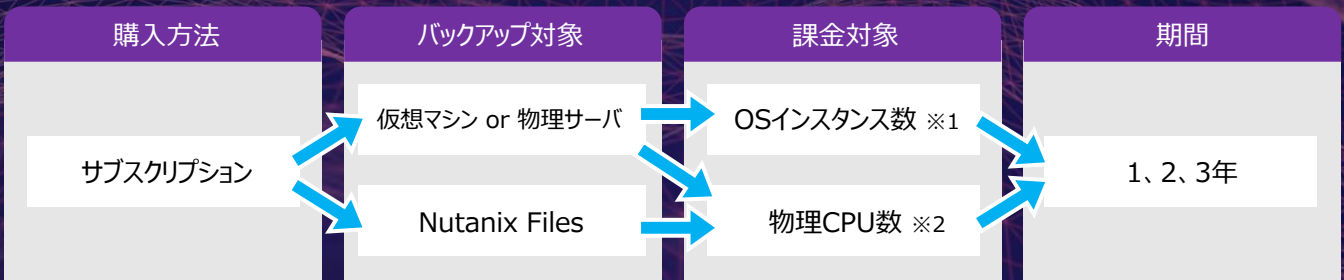 購入方法
バックアップ対象
課金対象
期間
サブスクリプション
仮想マシン or 物理サーバ
Nutanix Files
OSインスタンス数 ※1
物理CPU数 ※2
1、2、3年